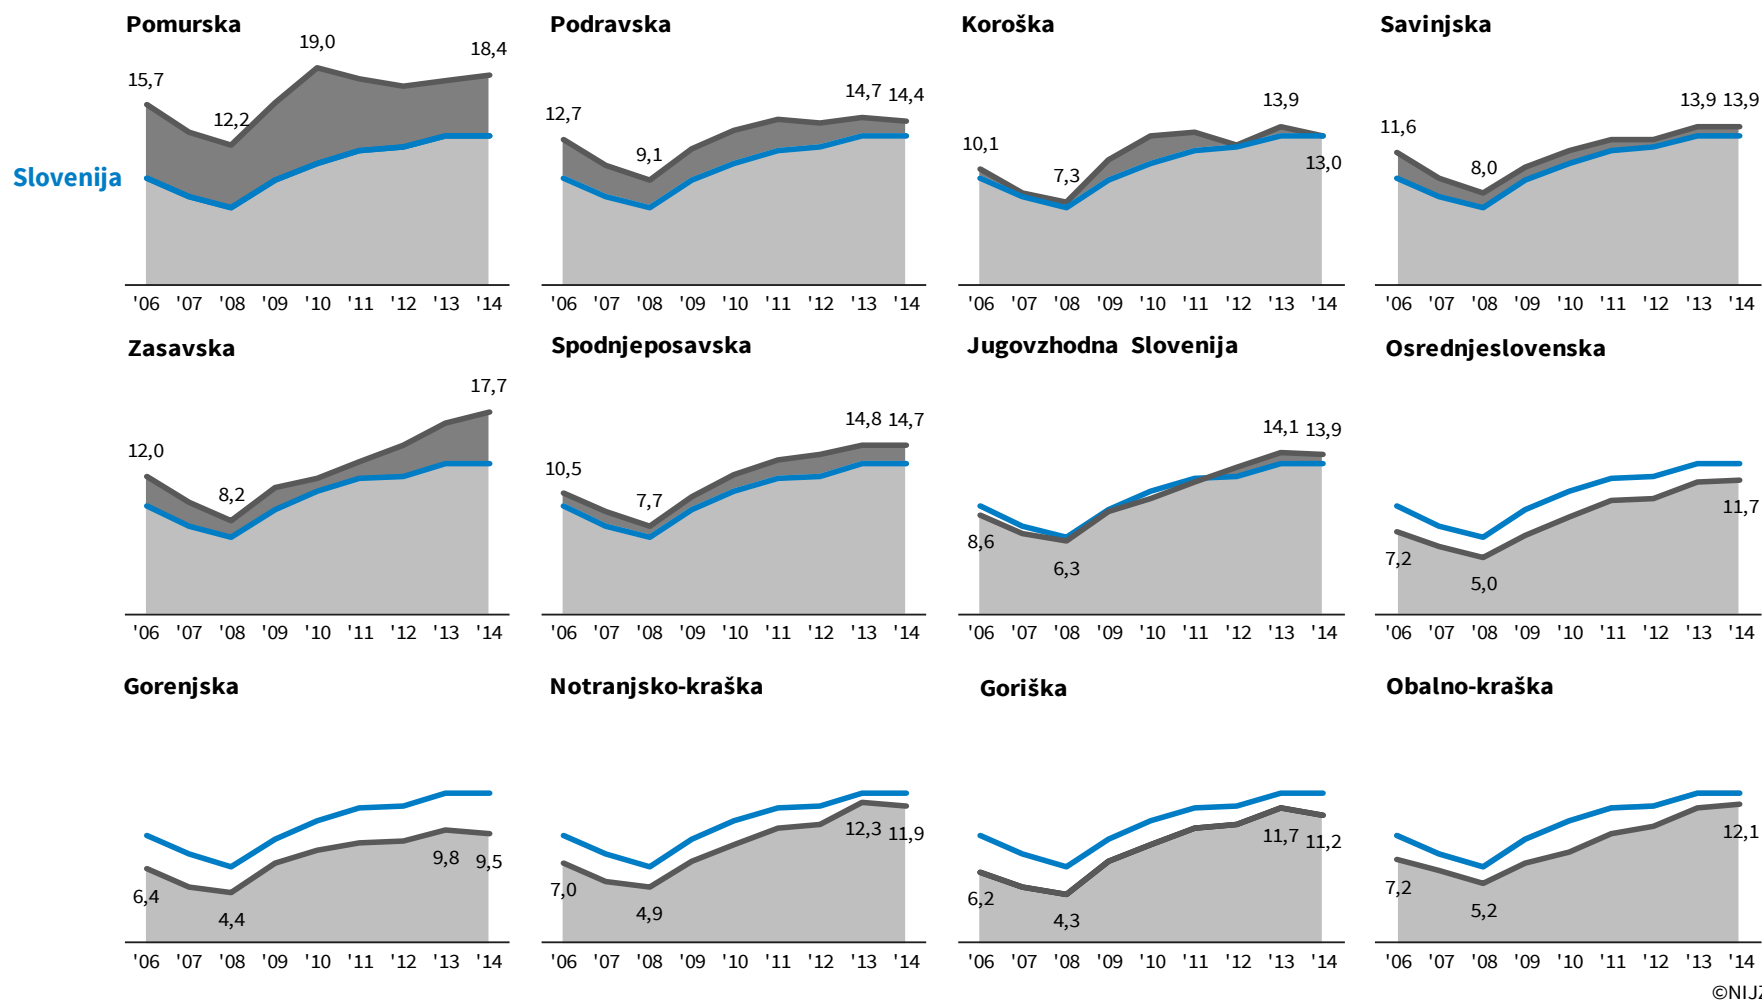 Pomurska
15,7
12,2
19,0
18,4
Slovenija
'06 '07 '08 '09 '10 '11 '12 '13 '14
Podravska
12,7
9,1
14,7 14,4
'06 '07 '08 '09 '10 '11 '12 '13 '14
Koroška
10,1
7,3
13,9
13,0
'06 '07 '08 '09 '10 '11 '12 '13 '14
Savinjska
11,6
8,0
13,9 13,9
'06 '07 '08 '09 '10 '11 '12 '13 '14
Zasavska
12,0
8,2
17,7
'06 '07 '08 '09 '10 '11 '12 '13 '14
Spodnjeposavska
10,5
7,7
14,8 14,7
'06 '07 '08 '09 '10 '11 '12 '13 '14
Jugovzhodna Slovenija
8,6
6,3
14,1 13,9
'06 '07 '08 '09 '10 '11 '12 '13 '14
Osrednjeslovenska
7,2
5,0
11,7
'06 '07 '08 '09 '10 '11 '12 '13 '14
Gorenjska
6,4
4,4
9,8 9,5
'06 '07 '08 '09 '10 '11 '12 '13 '14
Notranjsko-kraška
7,0
4,9
12,3 11,9
'06 '07 '08 '09 '10 '11 '12 '13 '14
Goriška
6,2
4,3
11,7 11,2
'06 '07 '08 '09 '10 '11 '12 '13 '14
Obalno-kraška
7,2
5,2
12,1
'06 '07 '08 '09 '10 '11 '12 '13 '14
©NIJZ